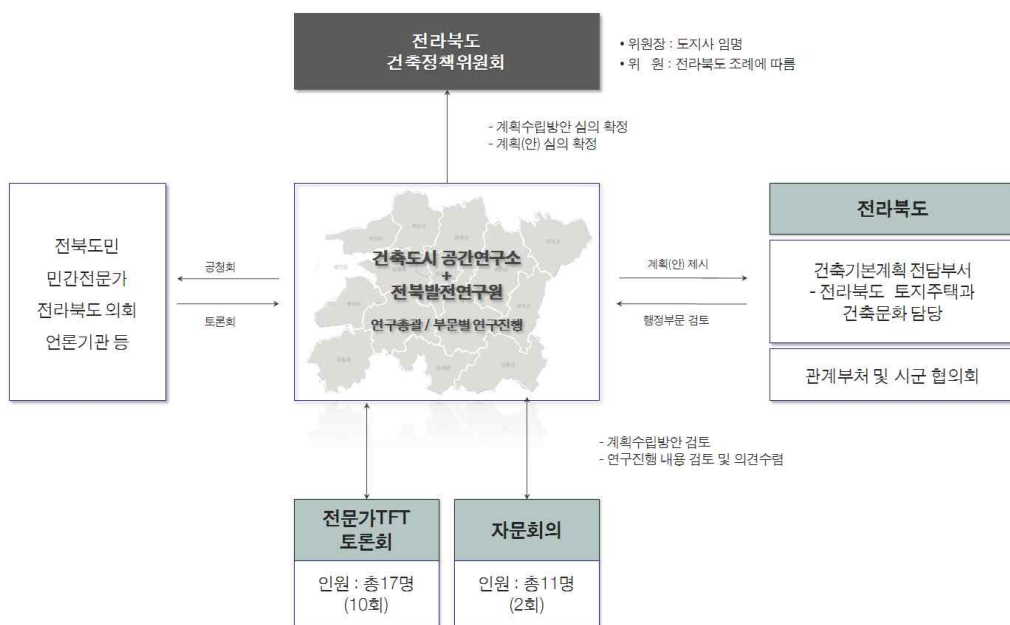 전라북도
건축정책위원회
• 위원장 : 도지사 임명
• 위 원 : 전라북도 조례에 따름
- 계획수립방안 심의 확정
- 계획(안) 심의 확정
전북도민
민간전문가
전라북도 의회
언론기관 등
공청회
토론회
건축도시 공간연구소
+
전북발전연구원
연구총괄 / 부문별 연구진행
계획(안) 제시
행정부문 검토
전라북도
건축기본계획 전담부서
- 전라북도 토지주택과
건축문화 담당
관계부처 및 시군 협의회
- 계획수립방안 검토
- 연구진행 내용 검토 및 의견수렴
전문가TFT
토론회
인원 : 총17명
(10회)
자문회의
인원 : 총11명
(2회)